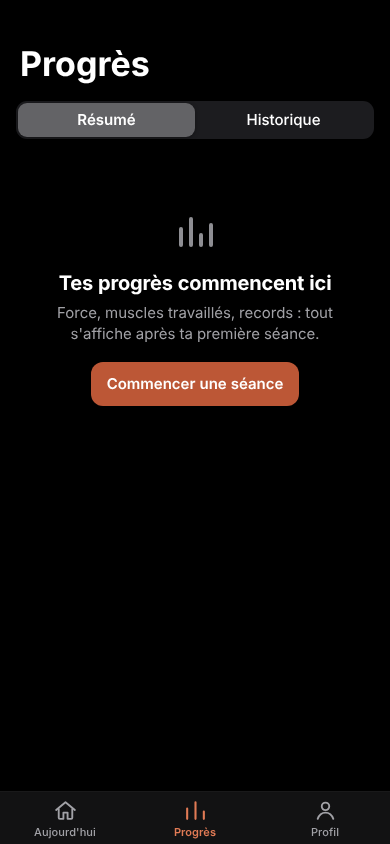 Progrès
Résumé
Historique
Tes progrès commencent ici
Force, muscles travaillés, records : tout
s'affiche après ta première séance.
Commencer une séance
Aujourd'hui
Progrès
Profil